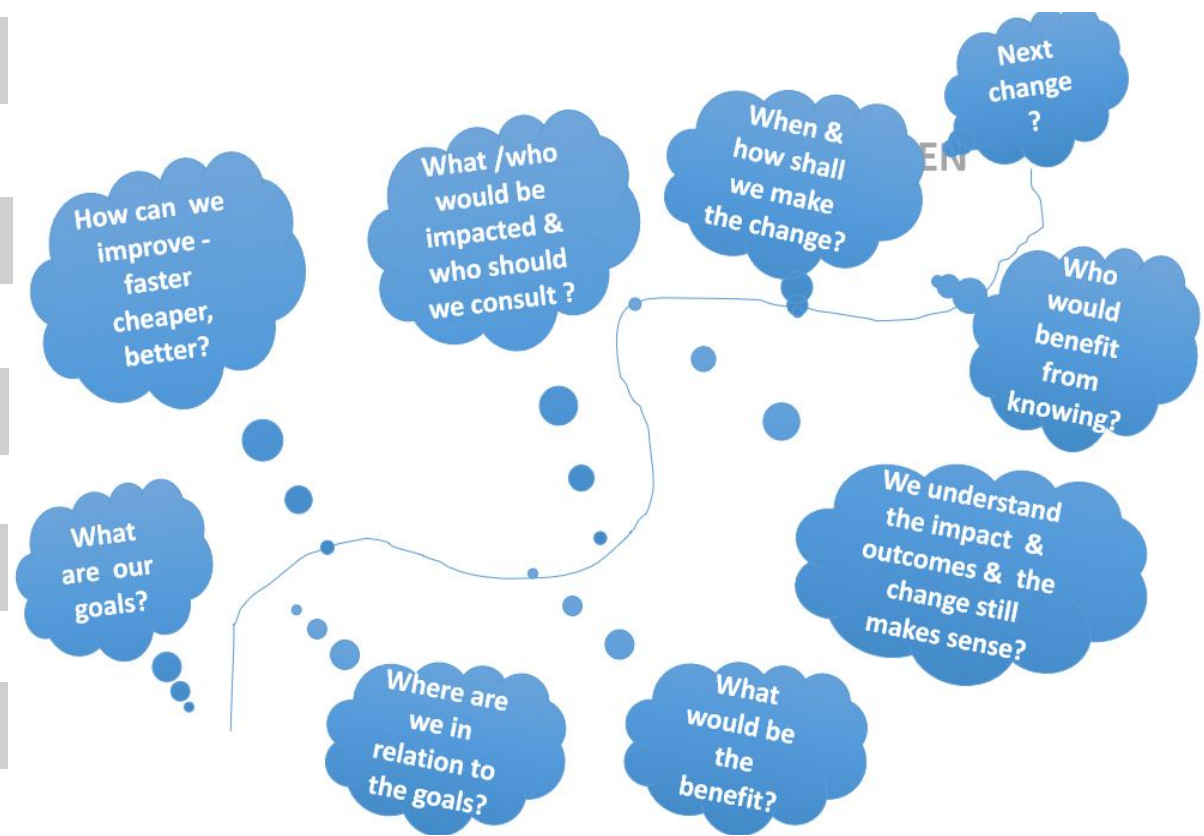 Next
change
?
When &
how shall
we make
the change?
EN
What /who
would be
impacted &
who should
we consult ?
How can  we
improve -
faster
cheaper,
better?
Who
would
benefit
from
knowing?
We understand
the impact  &
outcomes &  the
change still
makes sense?
What
are  our
goals?
Where are
we in
relation to
the goals?
What
would be
the
benefit?